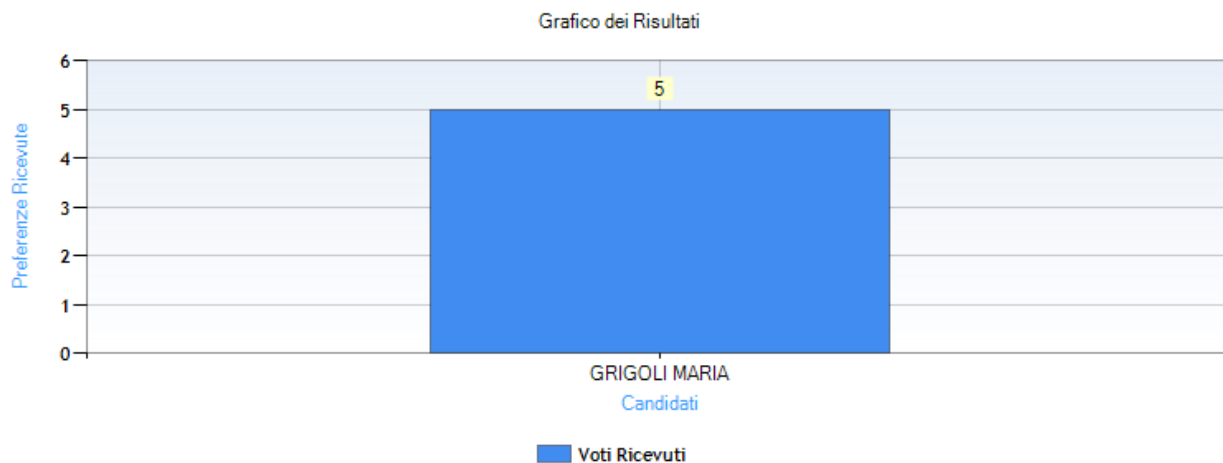 Grafico dei Risultati
6
5
5
4
3
2
1
0
Preferenze Ricevute
GRIGOLI MARIA
Candidati
Voti Ricevuti